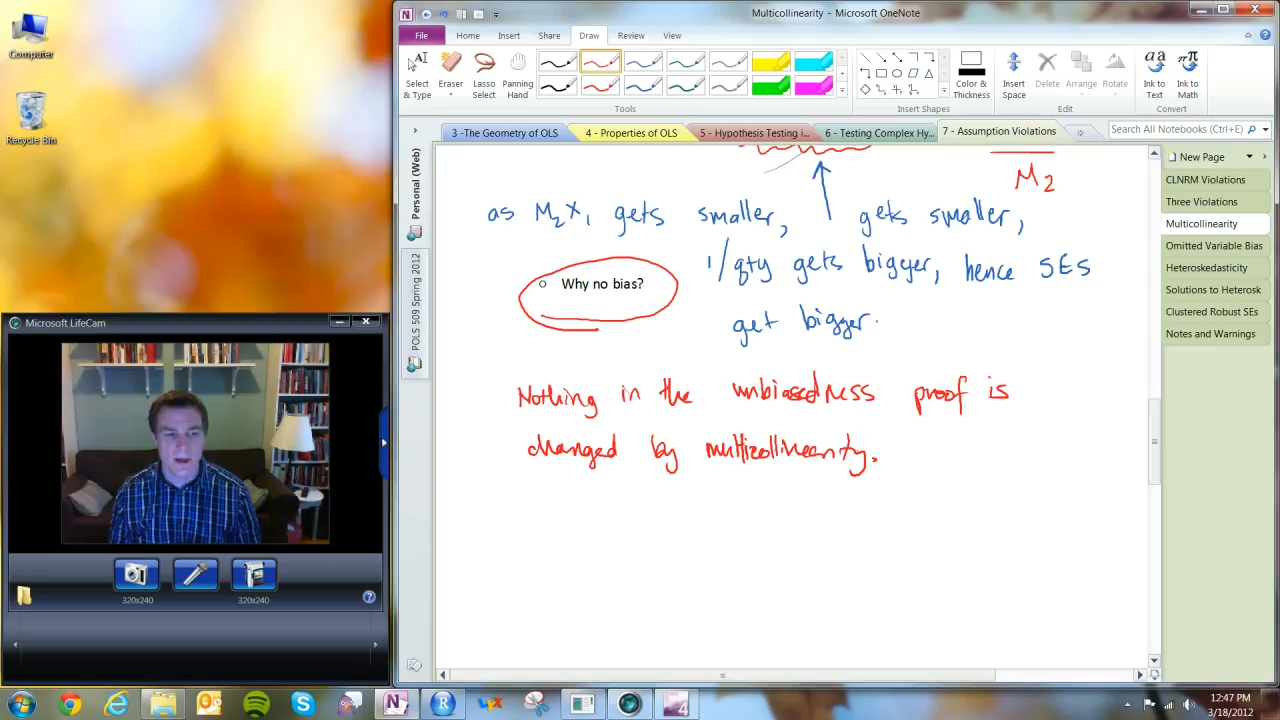 Multicollinearity - Microsoft OneNote
File Home Insert Share Draw Review View
Select & Type
Eraser
Lasso Select
Panning Hand
Color & Thickness
Insert Space
Delete
Arrange
Rotate
Ink to Text
Ink to Math
Tools Insert Shapes Edit Convert
3 -The Geometry of OLS 4 - Properties of OLS 5 - Hypothesis Testing i... 6 - Testing Complex Hy... 7 - Assumption Violations Search All Notebooks (Ctrl+E)
Computer
Recycle Bin
Personal (Web)
POLS 509 Spring 2012
M2
as M2X1 gets smaller, gets smaller,
1/qty gets bigger, hence SEs
get bigger.
Why no bias?
Nothing in the unbiasedness proof is
changed by multicollinearity.
New Page
CLNRM Violations
Three Violations
Multicollinearity
Omitted Variable Bias
Heteroskedasticity
Solutions to Heterosk
Clustered Robust SEs
Notes and Warnings
Microsoft LifeCam
320x240 320x240
12:47 PM
3/18/2012